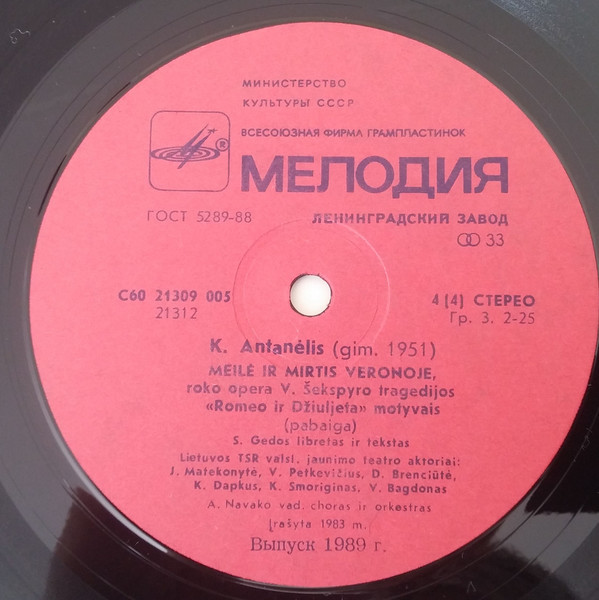 МИНИСТЕРСТВО
КУЛЬТУРЫ СССР
ВСЕСОЮЗНАЯ ФИРМА ГРАМПЛАСТИНОК
® МЕЛОДИЯ
ГОСТ 5289-88 ЛЕНИНГРАДСКИЙ ЗАВОД
33
С60 21309 005 4 (4) СТЕРЕО
21312 Гр. 3. 2-25
K. Antanėlis (gim. 1951)
MEILĖ IR MIRTIS VERONOJE,
roko opera V. Šekspyro tragedijos
«Romeo ir Džiuljeta» motyvais
(pabaiga)
S. Gedos libretas ir tekstas
Lietuvos TSR valst. jaunimo teatro aktoriai:
J. Matekonytė, V. Petkevičius, D. Brenciūtė,
K. Dapkus, K. Smoriginas, V. Bagdonas
A. Navako vad. choras ir orkestras
Įrašyta 1983 m.
Выпуск 1989 г.